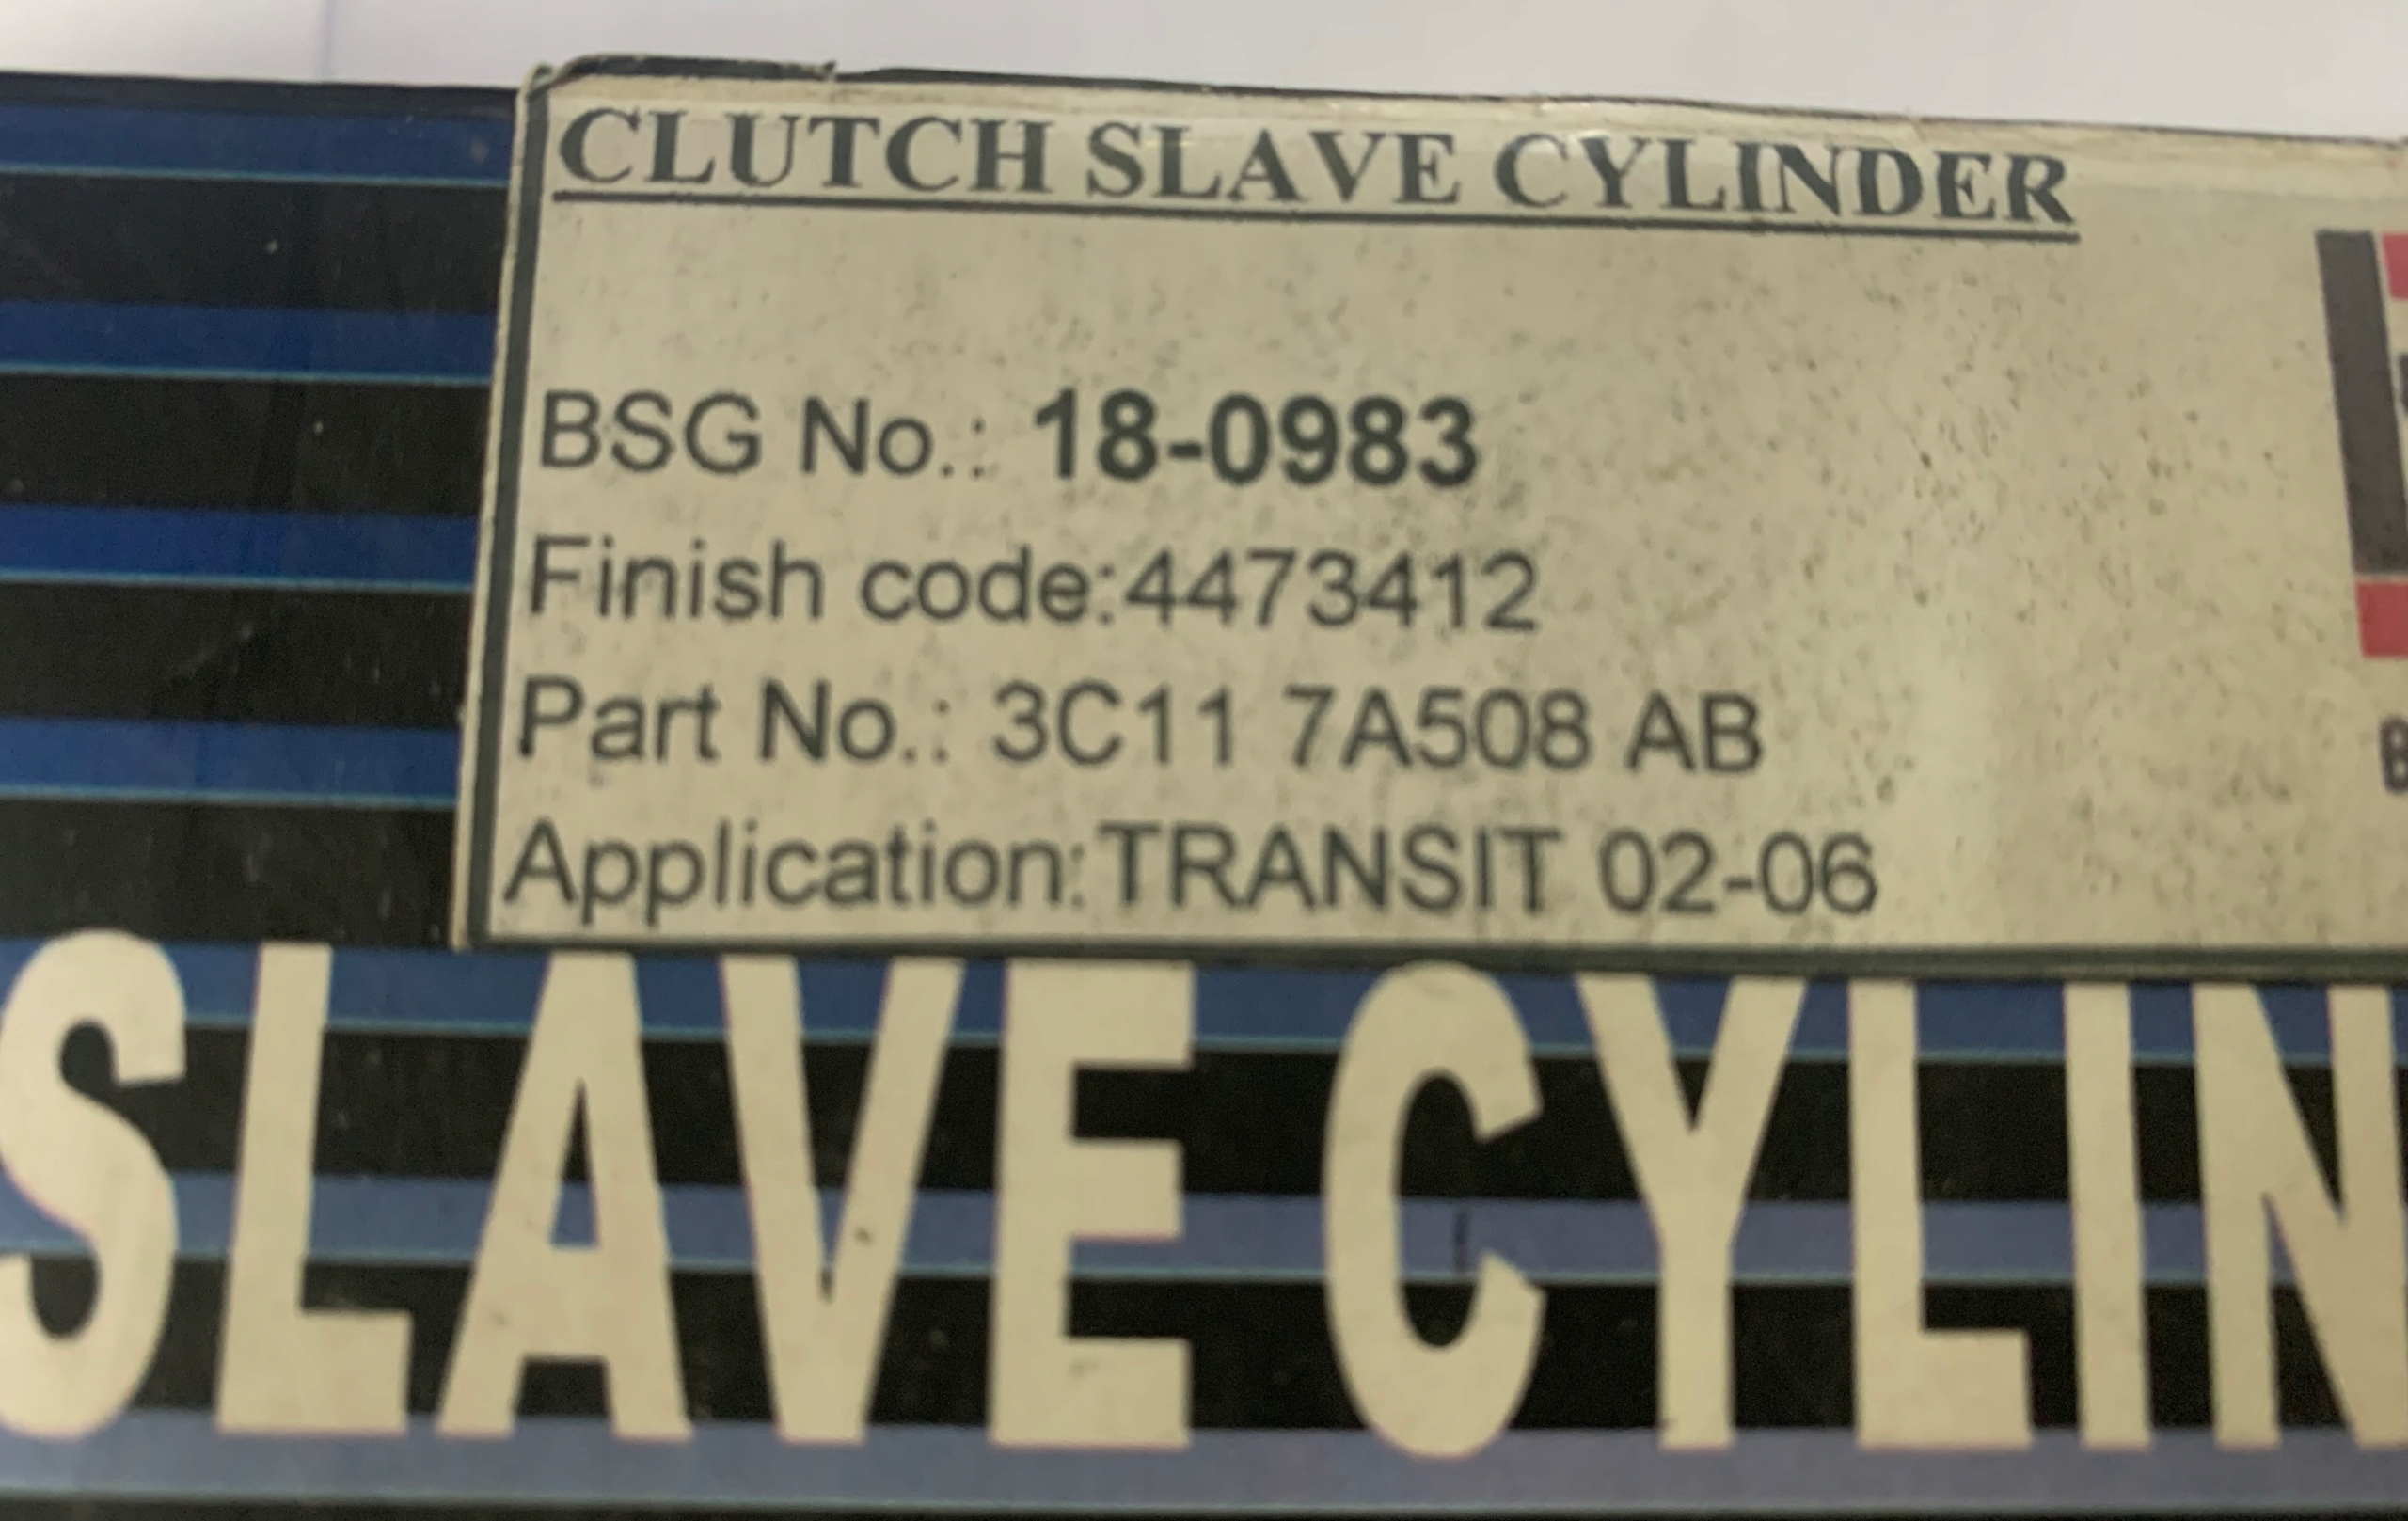 CLUTCH SLAVE CYLINDER
BSG No.: 18-0983
Finish code:4473412
Part No.: 3C11 7A508 AB
Application:TRANSIT 02-06
B
SLAVE CYLIN